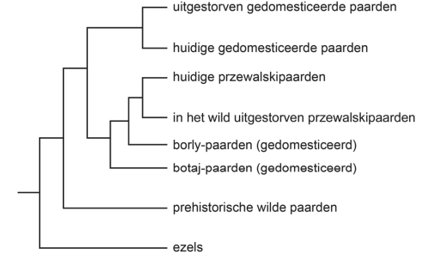 uitgestorven gedomesticeerde paarden
huidige gedomesticeerde paarden
huidige przewalskipaarden
in het wild uitgestorven przewalskipaarden
borly-paarden (gedomesticeerd)
botaj-paarden (gedomesticeerd)
prehistorische wilde paarden
ezels